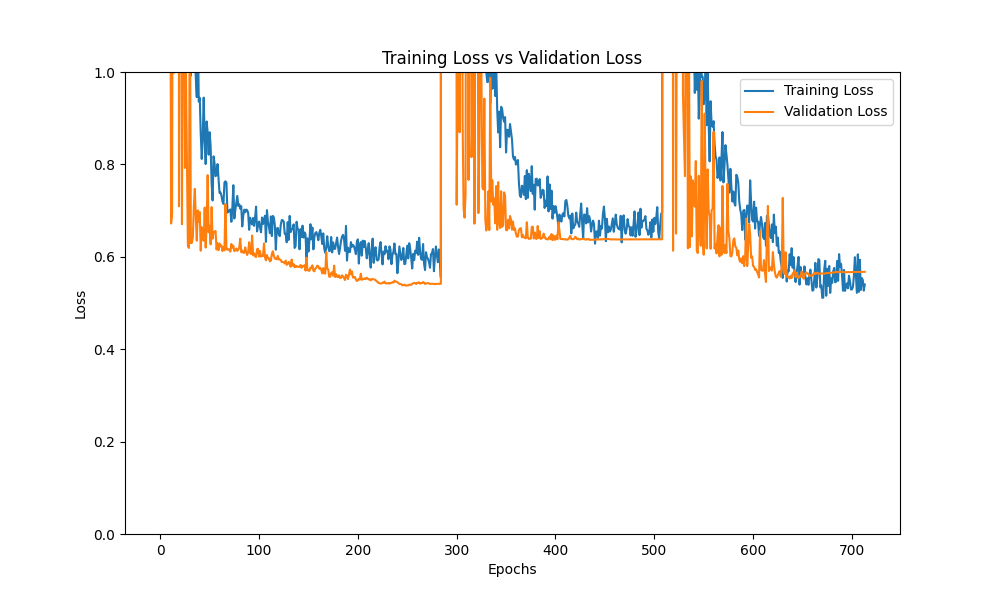 Training Loss vs Validation Loss
Training Loss
Validation Loss
Loss
1.0
0.8
0.6
0.4
0.2
0.0
0 100 200 300 400 500 600 700
Epochs